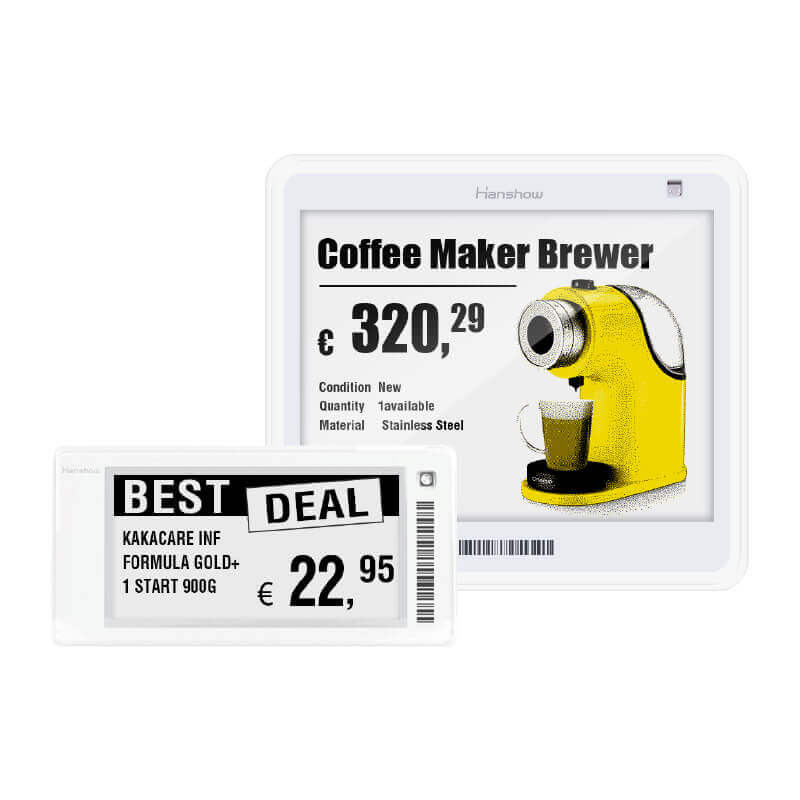 Hanshow
Coffee Maker Brewer
€ 320,29
Condition New
Quantity 1available
Material Stainless Steel
Hanshow
BEST DEAL
KAKACARE INF
FORMULA GOLD+
1 START 900G
€ 22,95